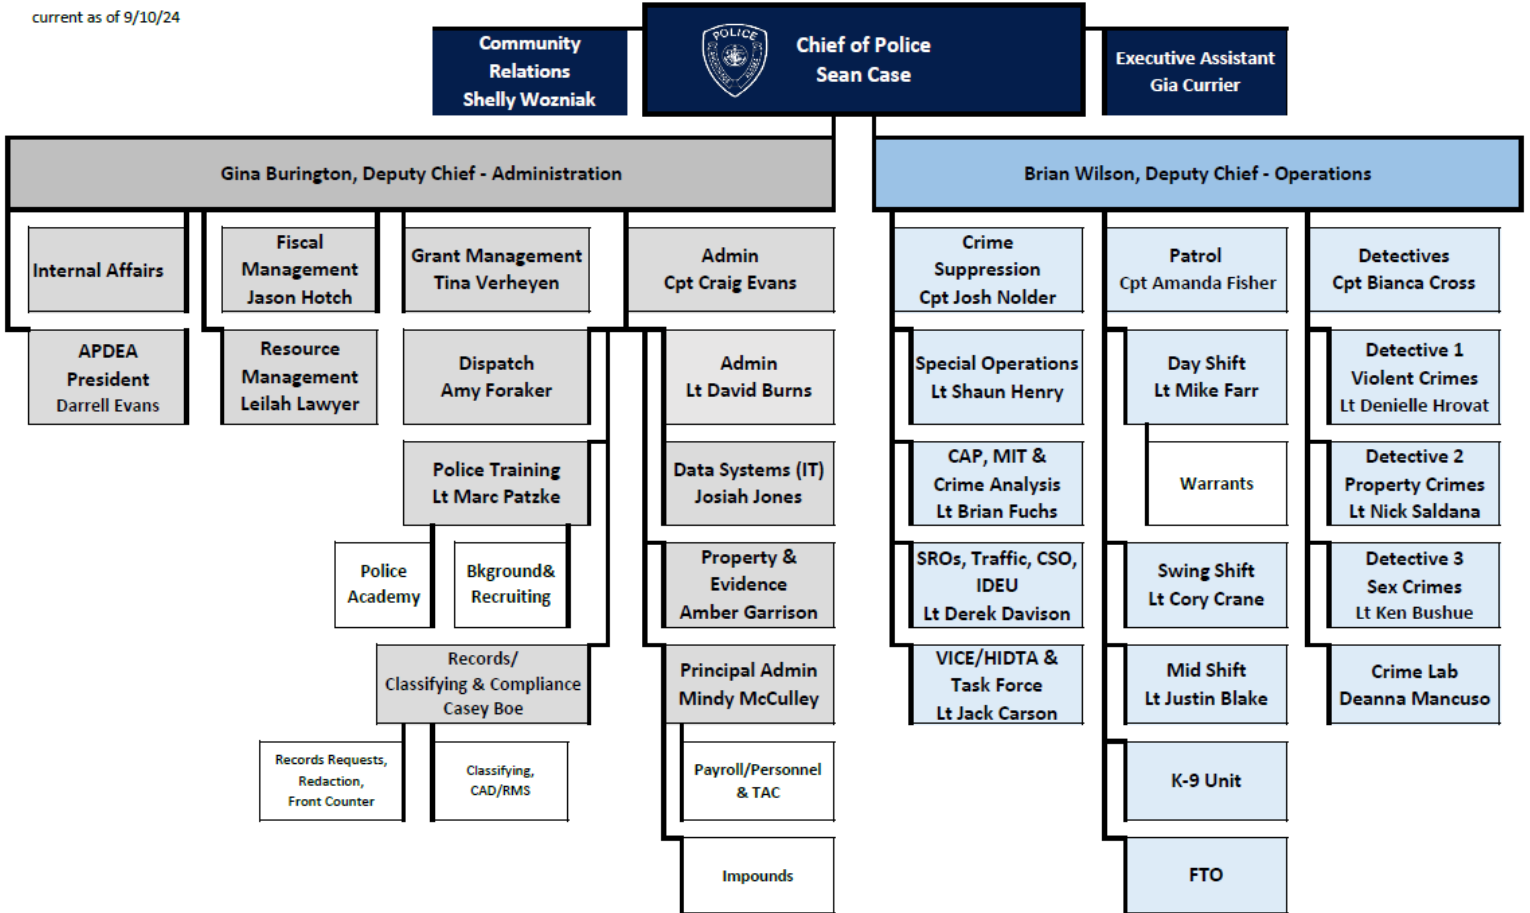 current as of 9/10/24
Community
Relations
Shelly Wozniak
POLICE
Chief of Police
Sean Case
Executive Assistant
Gia Currier
Gina Burington, Deputy Chief - Administration
Brian Wilson, Deputy Chief - Operations
Internal Affairs
Fiscal
Management
Jason Hotch
Grant Management
Tina Verheyen
Admin
Cpt Craig Evans
Crime
Suppression
Cpt Josh Nolder
Patrol
Cpt Amanda Fisher
Detectives
Cpt Bianca Cross
APDEA
President
Darrell Evans
Resource
Management
Leilah Lawyer
Dispatch
Amy Foraker
Admin
Lt David Burns
Special Operations
Lt Shaun Henry
Day Shift
Lt Mike Farr
Detective 1
Violent Crimes
Lt Denielle Hrovat
Police Training
Lt Marc Patzke
Data Systems (IT)
Josiah Jones
CAP, MIT &
Crime Analysis
Lt Brian Fuchs
Warrants
Detective 2
Property Crimes
Lt Nick Saldana
Police
Academy
Bkground&
Recruiting
Property &
Evidence
Amber Garrison
SROs, Traffic, CSO,
IDEU
Lt Derek Davison
Swing Shift
Lt Cory Crane
Detective 3
Sex Crimes
Lt Ken Bushue
Records/
Classifying & Compliance
Casey Boe
Principal Admin
Mindy McCulley
VICE/HIDTA &
Task Force
Lt Jack Carson
Mid Shift
Lt Justin Blake
Crime Lab
Deanna Mancuso
Records Requests,
Redaction,
Front Counter
Classifying,
CAD/RMS
Payroll/Personnel
& TAC
K-9 Unit
Impounds
FTO